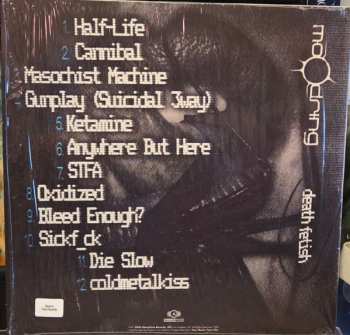 1. Half-Life
2. Cannibal
3. Masochist Machine
4. Gunplay (Suicidal 3way)
5. Ketamine
6. Anywhere But Here
7. STFA
8. Oxidized
9. Bleed Enough?
10. Sickf_ck
11. Die Slow
12. coldmetalkiss
moodring
death fetish